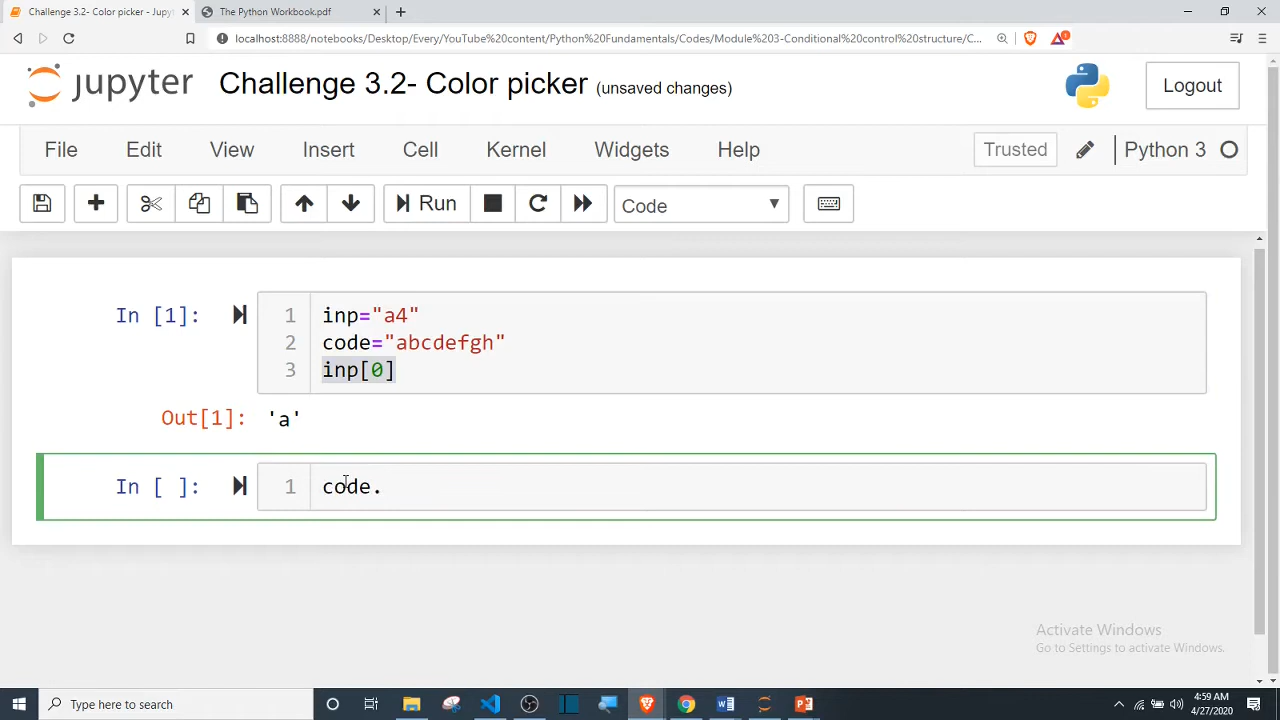 Challenge 3.2- Color picker - Jupyt
The Python Workbook.pdf
localhost:8888/notebooks/Desktop/Every/YouTube%20content/Python%20Fundamentals/Codes/Module%203-Conditional%20control%20structure/C...
jupyter Challenge 3.2- Color picker (unsaved changes)
Logout
File Edit View Insert Cell Kernel Widgets Help
Trusted Python 3
Run Code
In [1]: 1 inp="a4"
2 code="abcdefgh"
3 inp[0]
Out[1]: 'a'
In [ ]: 1 code.
Activate Windows
Go to Settings to activate Windows.
Type here to search
4:59 AM
4/27/2020